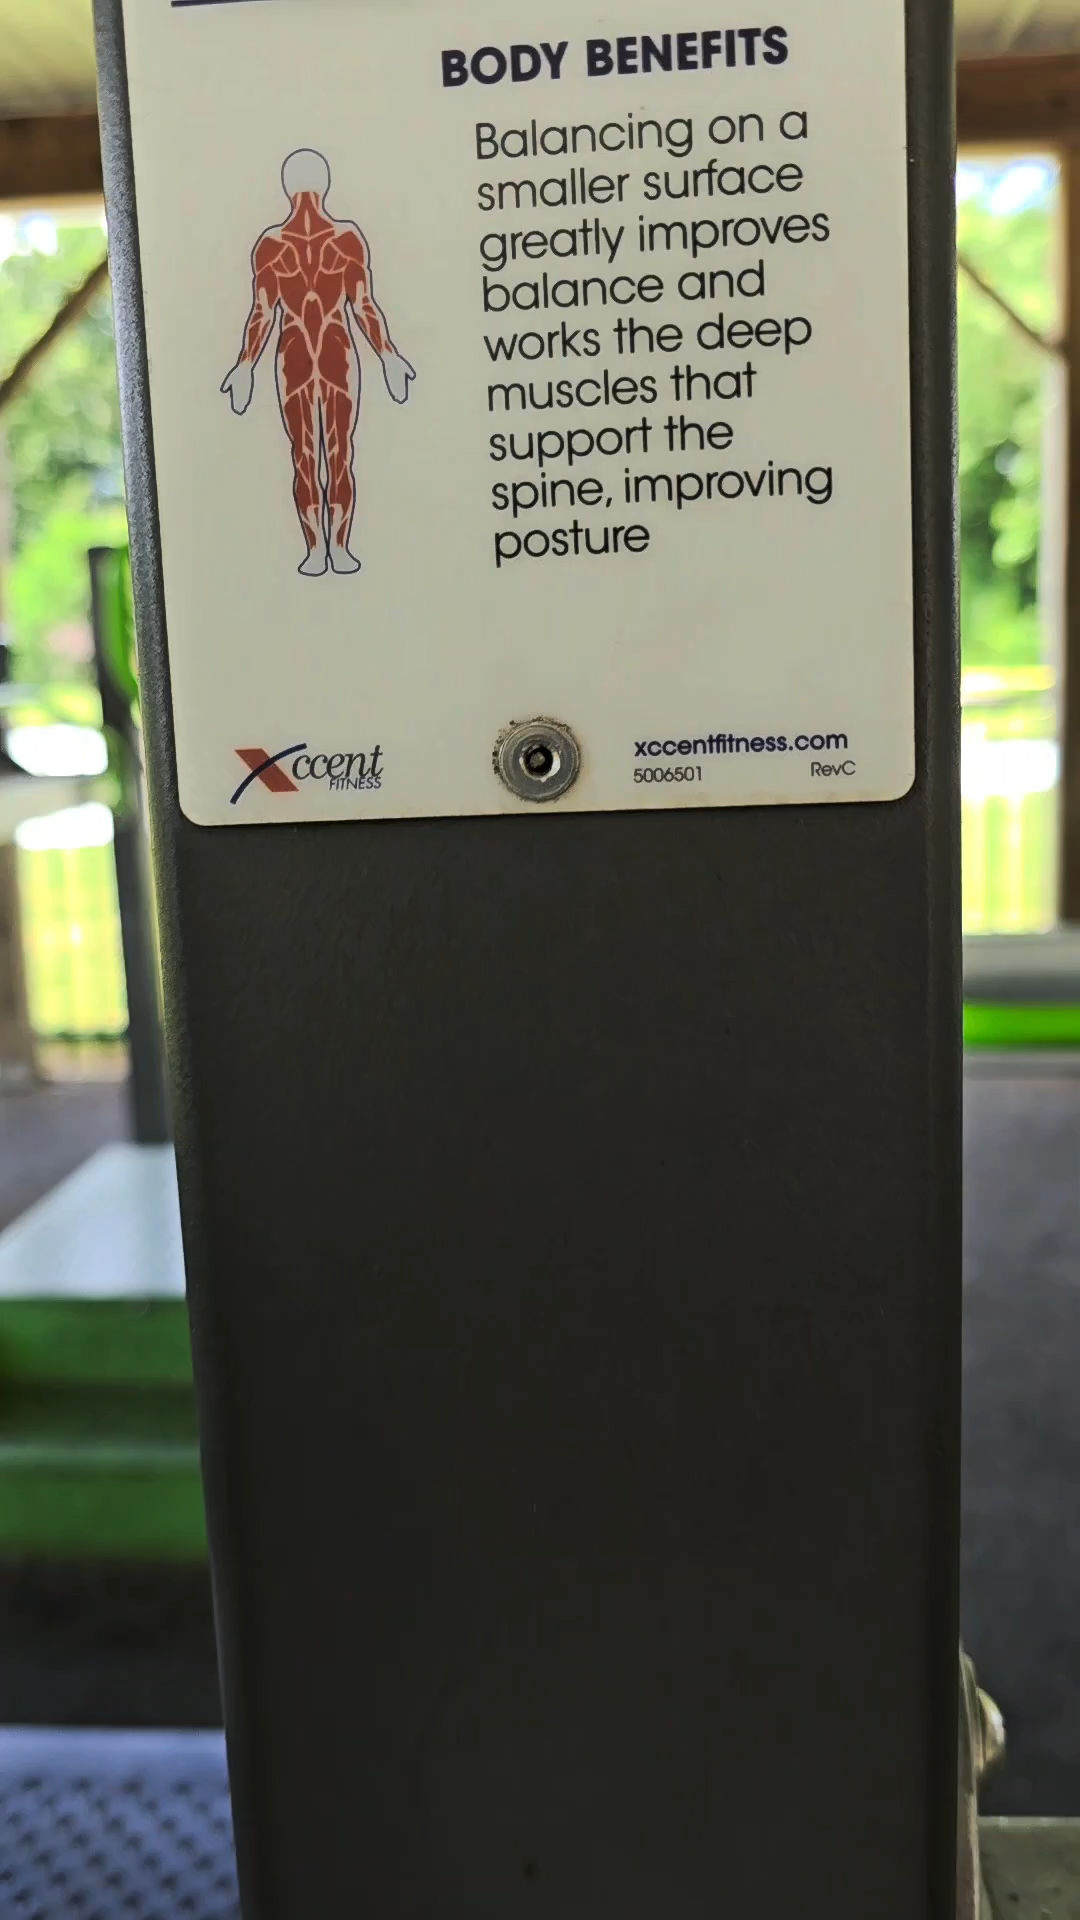 BODY BENEFITS
Balancing on a
smaller surface
greatly improves
balance and
works the deep
muscles that
support the
spine, improving
posture
Xccent
FITNESS
xccentfitness.com
5006501 RevC